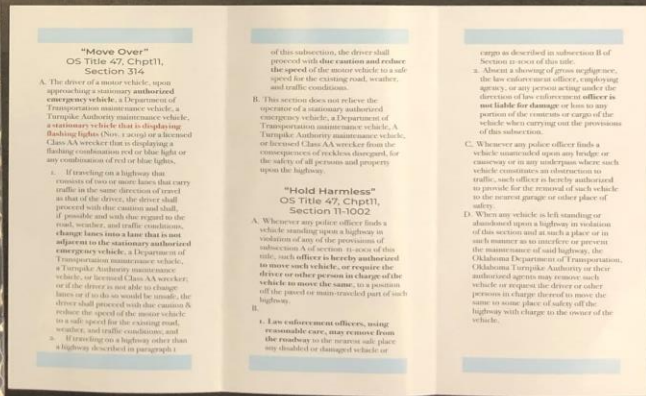 "Move Over"
OS Title 47, Chpt11,
Section 314
A. The driver of a motor vehicle, upon
approaching a stationary authorized
emergency vehicle, a Department of
Transportation maintenance vehicle, a
Turnpike Authority maintenance vehicle,
a stationary vehicle that is displaying
flashing lights (Nov. 1 2019) or a licensed
Class AA wrecker that is displaying a
flashing combination red or blue light or
any combination of red or blue lights,
1. If traveling on a highway that
consists of two or more lanes that carry
traffic in the same direction of travel
as that of the driver, the driver shall
proceed with due caution and shall,
if possible and with due regard to the
road, weather, and traffic conditions,
change lanes into a lane that is not
adjacent to the stationary authorized
emergency vehicle, a Department of
Transportation maintenance vehicle,
a Turnpike Authority maintenance
vehicle, or licensed Class AA wrecker;
or if the driver is not able to change
lanes or if to do so would be unsafe, the
driver shall proceed with due caution &
reduce the speed of the motor vehicle
to a safe speed for the existing road,
weather, and traffic conditions; and
2. If traveling on a highway other than
a highway described in paragraph 1
of this subsection, the driver shall
proceed with due caution and reduce
the speed of the motor vehicle to a safe
speed for the existing road, weather,
and traffic conditions.
B. This section does not relieve the
operator of a stationary authorized
emergency vehicle, a Department of
Transportation maintenance vehicle, A
Turnpike Authority maintenance vehicle,
or licensed Class AA wrecker from the
consequences of reckless disregard, for
the safety of all persons and property
upon the highway.
"Hold Harmless"
OS Title 47, Chpt11,
Section 11-1002
A. Whenever any police officer finds a
vehicle standing upon a highway in
violation of any of the provisions of
subsection A of section 11-1001 of this
title, such officer is hereby authorized
to move such vehicle, or require the
driver or other person in charge of the
vehicle to move the same, to a position
off the paved or main-traveled part of such
highway.
B.
1. Law enforcement officers, using
reasonable care, may remove from
the roadway to the nearest safe place
any disabled or damaged vehicle or
cargo as described in subsection B of
Section 11-1001 of this title.
2. Absent a showing of gross negligence,
the law enforcement officer, employing
agency, or any person acting under the
direction of law enforcement officer is
not liable for damage or loss to any
portion of the contents or cargo of the
vehicle when carrying out the provisions
of this subsection.
C. Whenever any police officer finds a
vehicle unattended upon any bridge or
causeway or in any underpass where such
vehicle constitutes an obstruction to
traffic, such officer is hereby authorized
to provide for the removal of such vehicle
to the nearest garage or other place of
safety.
D. When any vehicle is left standing or
abandoned upon a highway in violation
of this section and at such a place or in
such manner as to interfere or prevent
the maintenance of said highway, the
Oklahoma Department of Transportation,
Oklahoma Turnpike Authority or their
authorized agents may remove such
vehicle or request the driver or other
persons in charge thereof to move the
same to some place of safety off the
highway with charge to the owner of the
vehicle.